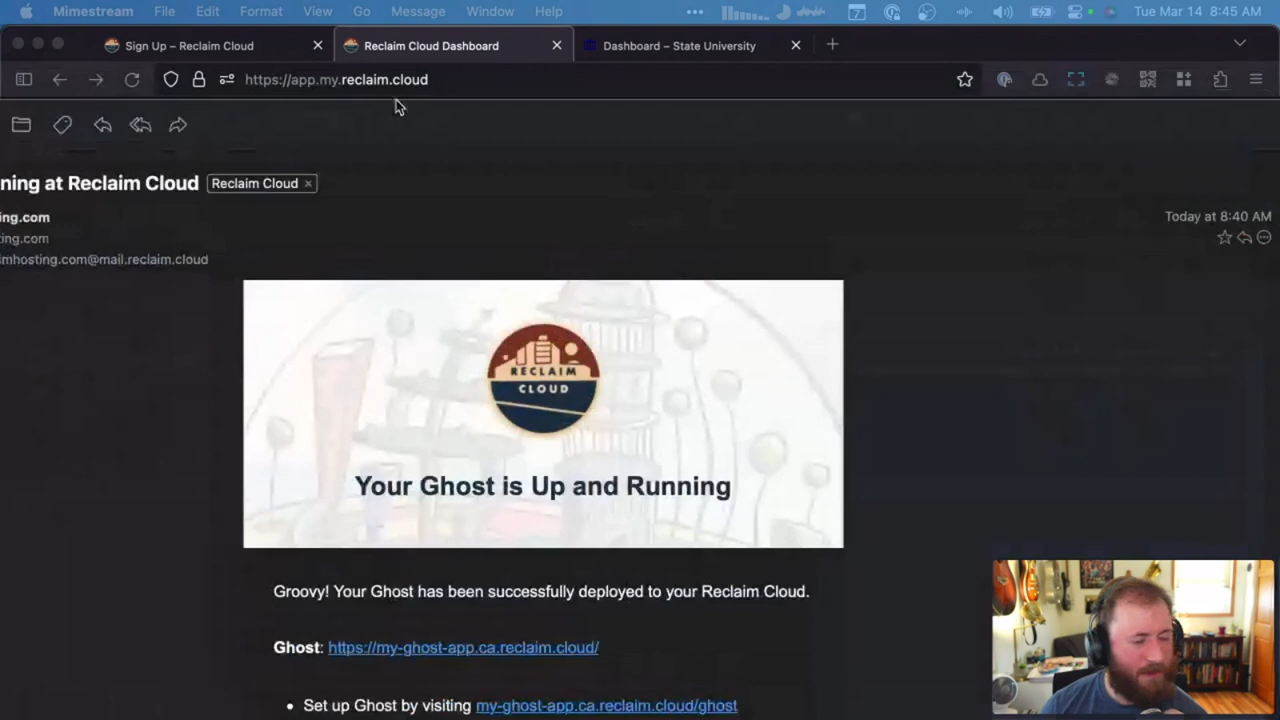 Mimestream File Edit Format View Go Message Window Help ••• 7 Tue Mar 14 8:45 AM
Sign Up – Reclaim Cloud
Reclaim Cloud Dashboard
Dashboard – State University
https://app.my.reclaim.cloud
ning at Reclaim Cloud
Reclaim Cloud
ing.com
Today at 8:40 AM
ing.com
mhosting.com@mail.reclaim.cloud
RECLAIM
CLOUD
Your Ghost is Up and Running
Groovy! Your Ghost has been successfully deployed to your Reclaim Cloud.
Ghost: https://my-ghost-app.ca.reclaim.cloud/
• Set up Ghost by visiting my-ghost-app.ca.reclaim.cloud/ghost